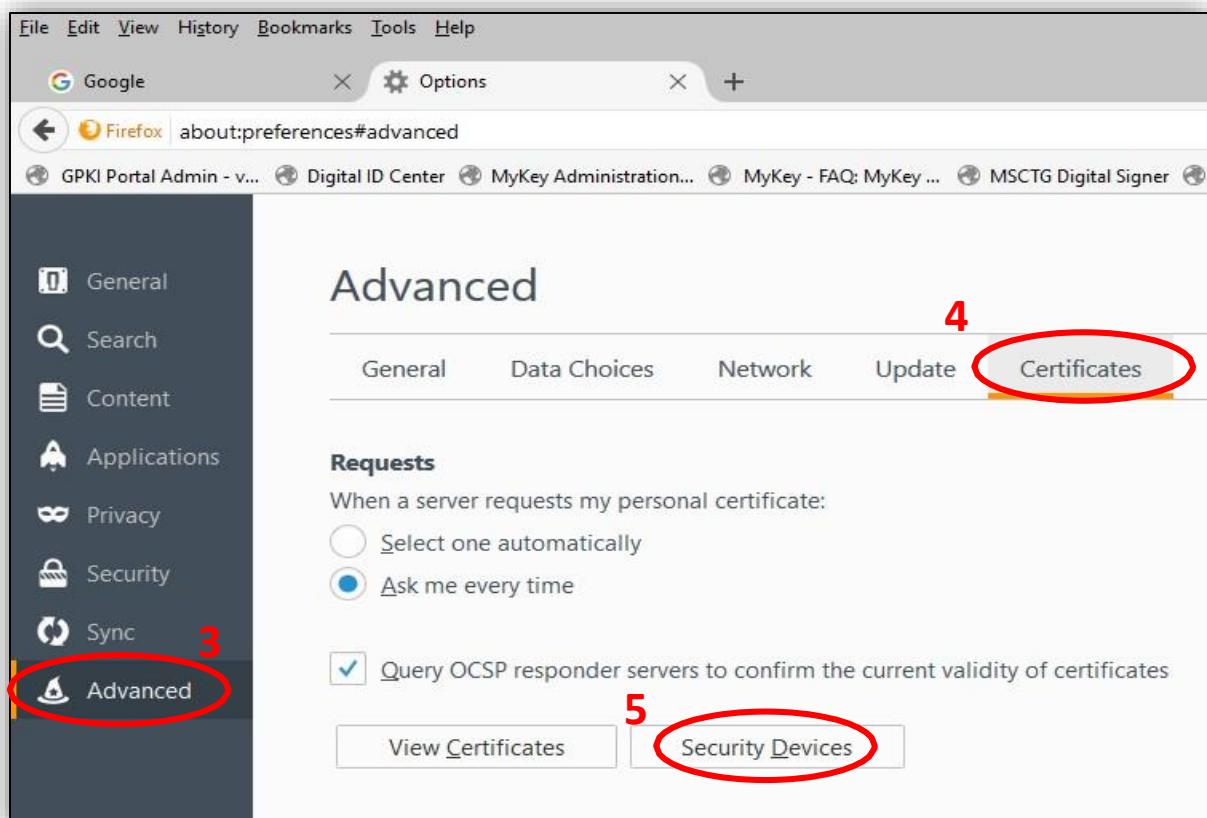 File Edit View History Bookmarks Tools Help
Google Options
Firefox about:preferences#advanced
GPKI Portal Admin - v... Digital ID Center MyKey Administration... MyKey - FAQ: MyKey ... MSCTG Digital Signer
General
Search
Content
Applications
Privacy
Security
Sync
3
Advanced
Advanced
4
General Data Choices Network Update Certificates
Requests
When a server requests my personal certificate:
Select one automatically
Ask me every time
Query OCSP responder servers to confirm the current validity of certificates
5
View Certificates Security Devices